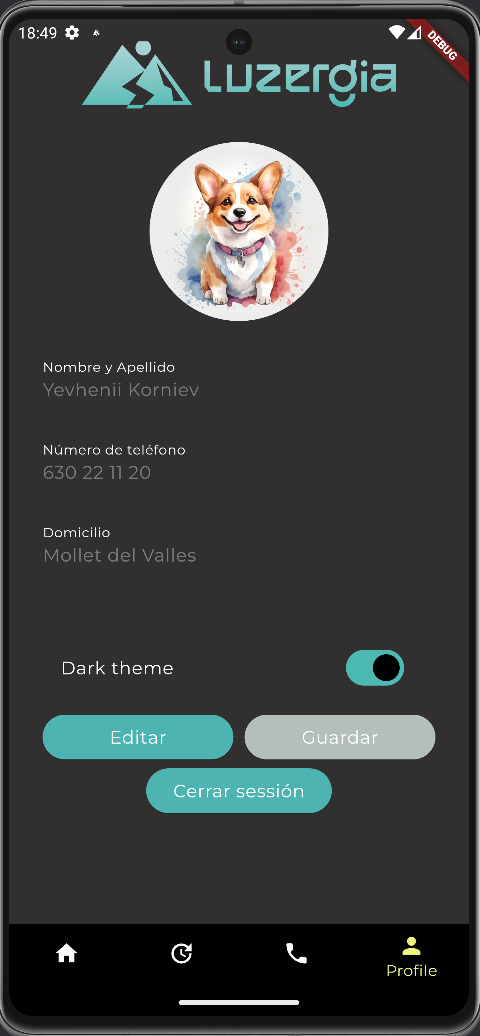 18:49
DEBUG
Luzergia
Nombre y Apellido
Yevhenii Korniev
Número de teléfono
630 22 11 20
Domicilio
Mollet del Valles
Dark theme
Editar
Guardar
Cerrar sessión
Profile